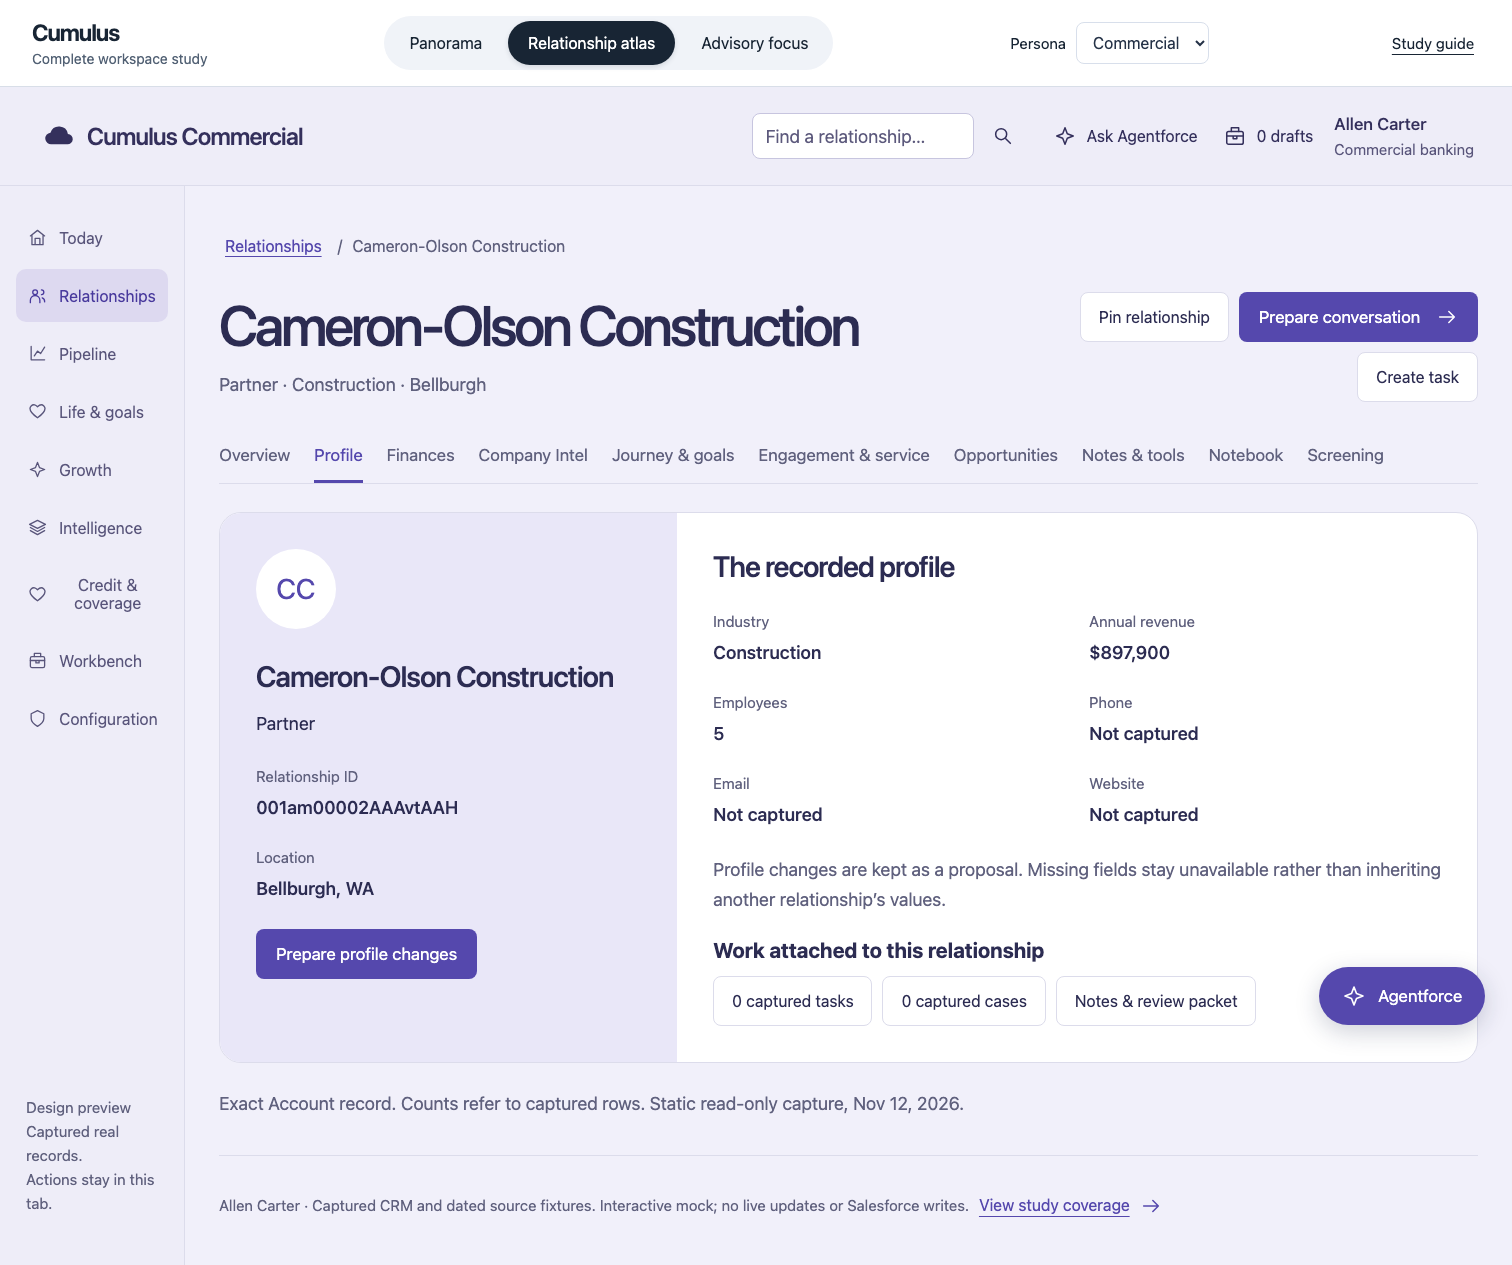 Cumulus
Complete workspace study
Panorama
Relationship atlas
Advisory focus
Persona
Commercial
Study guide
Cumulus Commercial
Find a relationship...
Ask Agentforce
0 drafts
Allen Carter
Commercial banking
Today
Relationships
Pipeline
Life & goals
Growth
Intelligence
Credit &
coverage
Workbench
Configuration
Design preview
Captured real
records.
Actions stay in this
tab.
Relationships / Cameron-Olson Construction
Cameron-Olson Construction
Partner · Construction · Bellburgh
Pin relationship
Prepare conversation
Create task
Overview
Profile
Finances
Company Intel
Journey & goals
Engagement & service
Opportunities
Notes & tools
Notebook
Screening
CC
Cameron-Olson Construction
Partner
Relationship ID
001am00002AAAvtAAH
Location
Bellburgh, WA
Prepare profile changes
The recorded profile
Industry
Construction
Annual revenue
$897,900
Employees
5
Phone
Not captured
Email
Not captured
Website
Not captured
Profile changes are kept as a proposal. Missing fields stay unavailable rather than inheriting
another relationship’s values.
Work attached to this relationship
0 captured tasks
0 captured cases
Notes & review packet
Agentforce
Exact Account record. Counts refer to captured rows. Static read-only capture, Nov 12, 2026.
Allen Carter · Captured CRM and dated source fixtures. Interactive mock; no live updates or Salesforce writes.
View study coverage